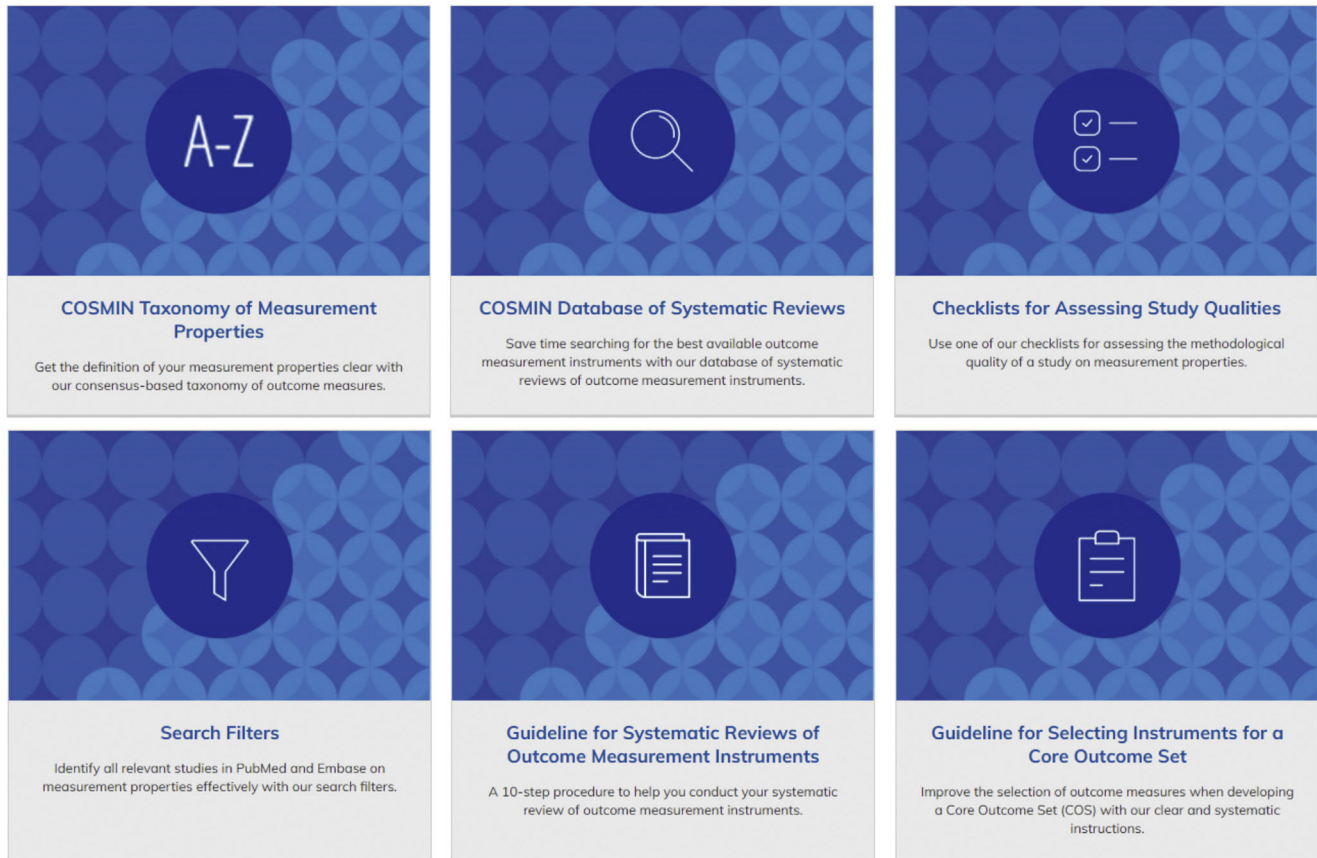 A-Z
COSMIN Taxonomy of Measurement
Properties
Get the definition of your measurement properties clear with
our consensus-based taxonomy of outcome measures.
COSMIN Database of Systematic Reviews
Save time searching for the best available outcome
measurement instruments with our database of systematic
reviews of outcome measurement instruments.
Checklists for Assessing Study Qualities
Use one of our checklists for assessing the methodological
quality of a study on measurement properties.
Search Filters
Identify all relevant studies in PubMed and Embase on
measurement properties effectively with our search filters.
Guideline for Systematic Reviews of
Outcome Measurement Instruments
A 10-step procedure to help you conduct your systematic
review of outcome measurement instruments.
Guideline for Selecting Instruments for a
Core Outcome Set
Improve the selection of outcome measures when developing
a Core Outcome Set (COS) with our clear and systematic
instructions.